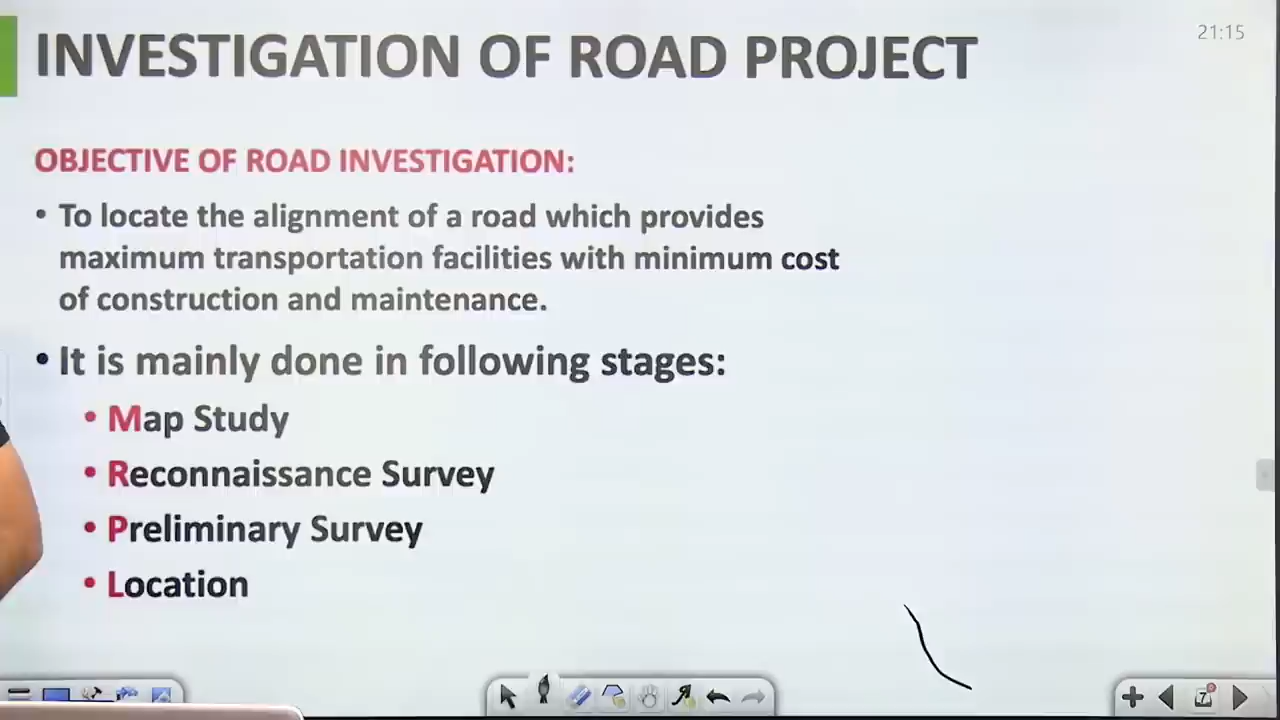 INVESTIGATION OF ROAD PROJECT
21:15
OBJECTIVE OF ROAD INVESTIGATION:
• To locate the alignment of a road which provides
maximum transportation facilities with minimum cost
of construction and maintenance.
• It is mainly done in following stages:
• Map Study
• Reconnaissance Survey
• Preliminary Survey
• Location
7